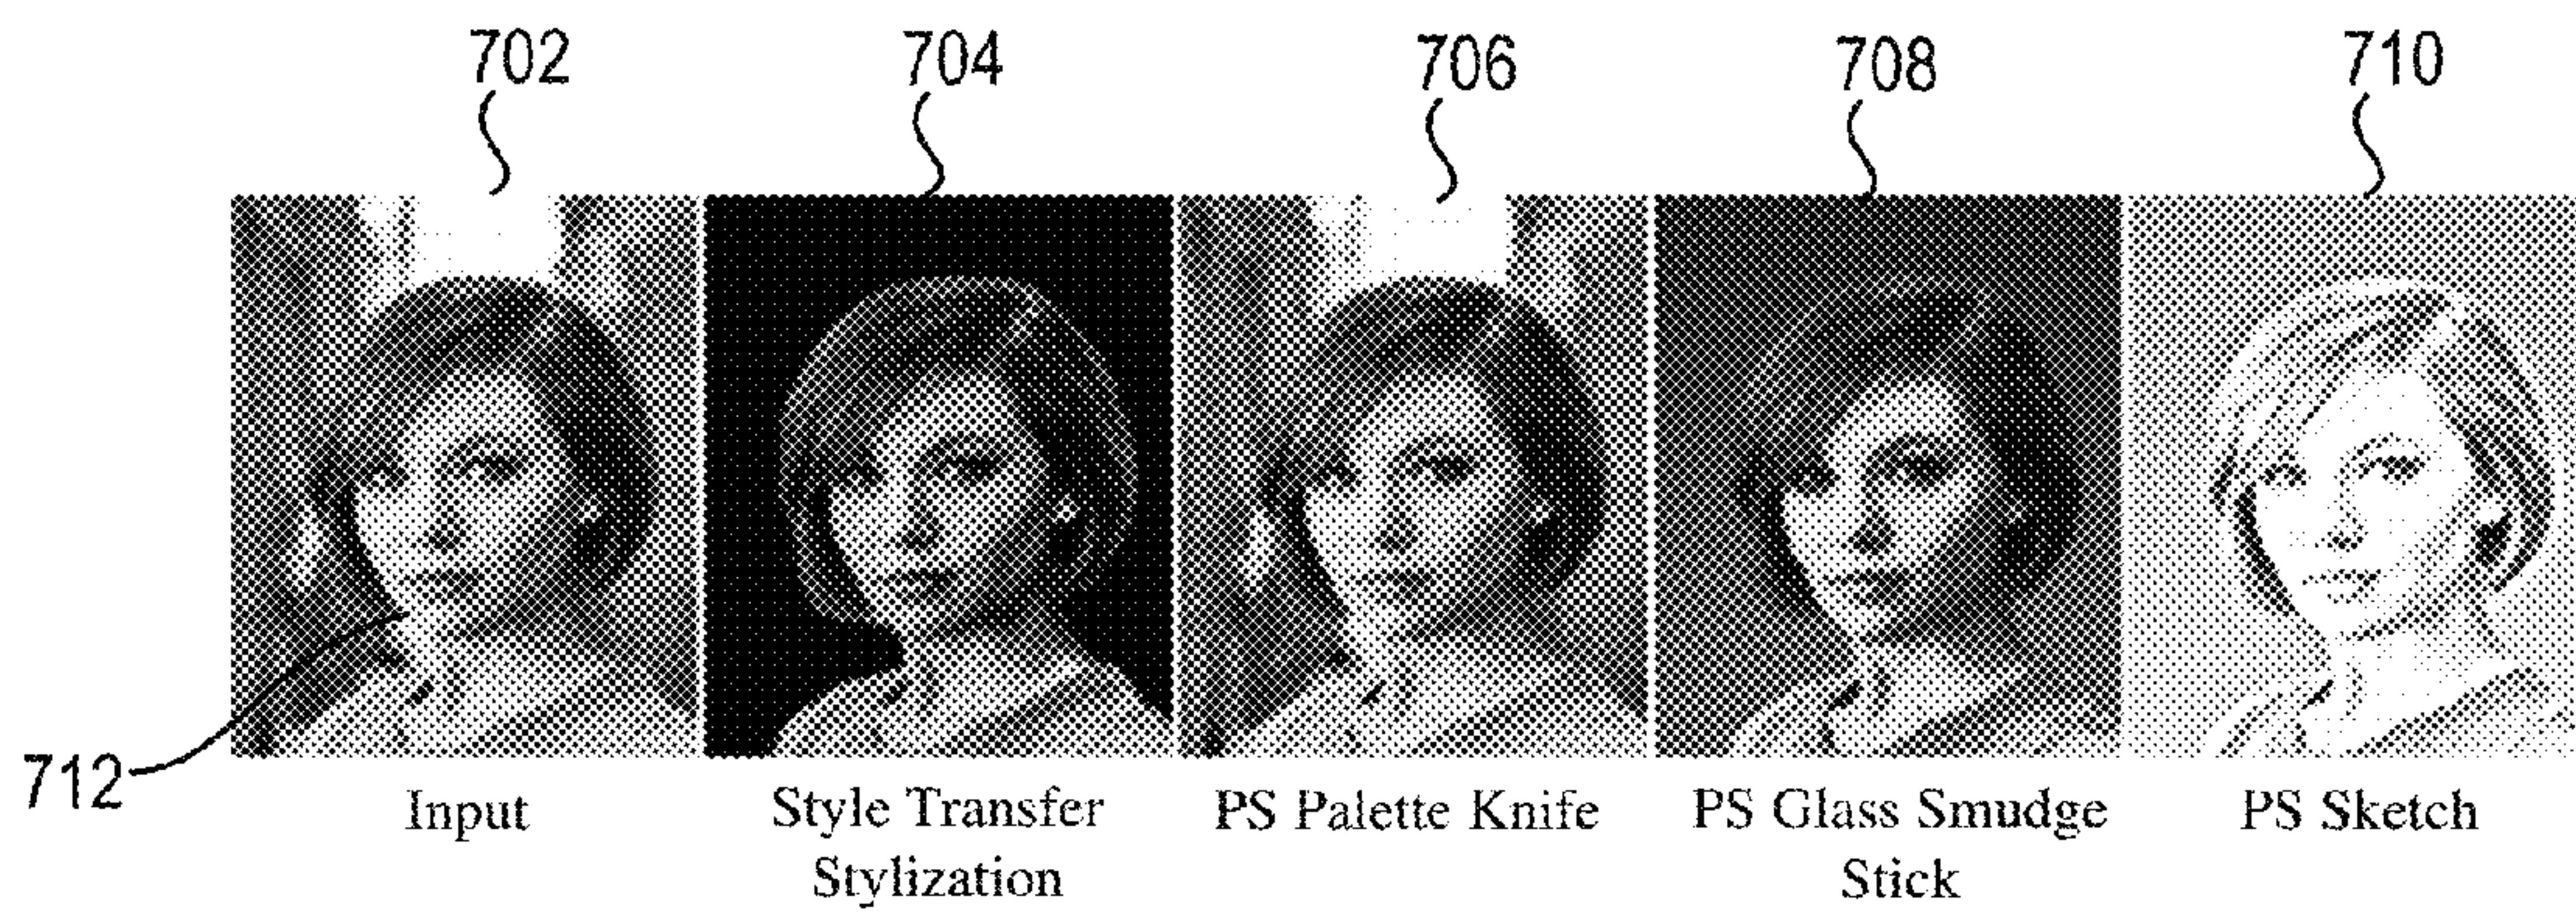 702
704
706
708
710
712
Input
Style Transfer
Stylization
PS Palette Knife
PS Glass Smudge
Stick
PS Sketch